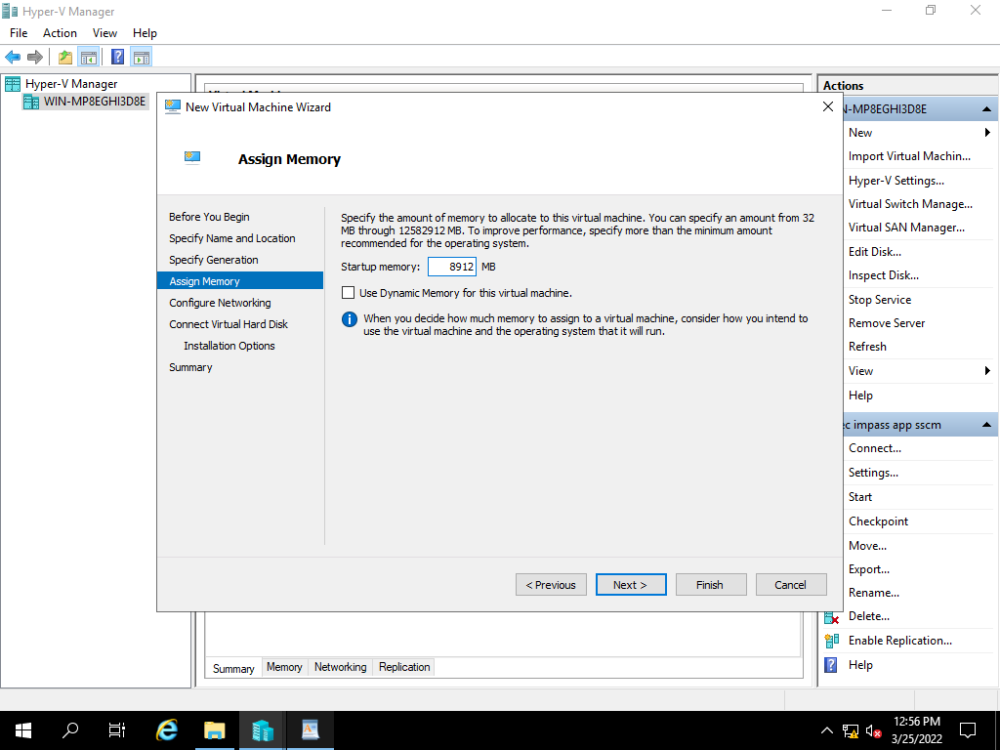 Hyper-V Manager
File Action View Help
Hyper-V Manager
WIN-MP8EGHI3D8E
New Virtual Machine Wizard
Assign Memory
Before You Begin
Specify Name and Location
Specify Generation
Assign Memory
Configure Networking
Connect Virtual Hard Disk
Installation Options
Summary
Specify the amount of memory to allocate to this virtual machine. You can specify an amount from 32
MB through 12582912 MB. To improve performance, specify more than the minimum amount
recommended for the operating system.
Startup memory: 8912 MB
Use Dynamic Memory for this virtual machine.
When you decide how much memory to assign to a virtual machine, consider how you intend to
use the virtual machine and the operating system that it will run.
< Previous Next > Finish Cancel
Summary Memory Networking Replication
Actions
N-MP8EGHI3D8E
New
Import Virtual Machin...
Hyper-V Settings...
Virtual Switch Manage...
Virtual SAN Manager...
Edit Disk...
Inspect Disk...
Stop Service
Remove Server
Refresh
View
Help
ec impass app sscm
Connect...
Settings...
Start
Checkpoint
Move...
Export...
Rename...
Delete...
Enable Replication...
Help
12:56 PM
3/25/2022